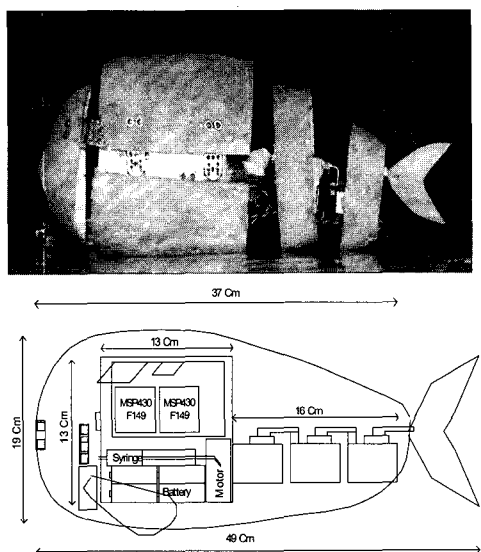 37 Cm
13 Cm
19 Cm
13 Cm
MSP430 MSP430
F149 F149
16 Cm
Syringe
Motor
Battery
49 Cm